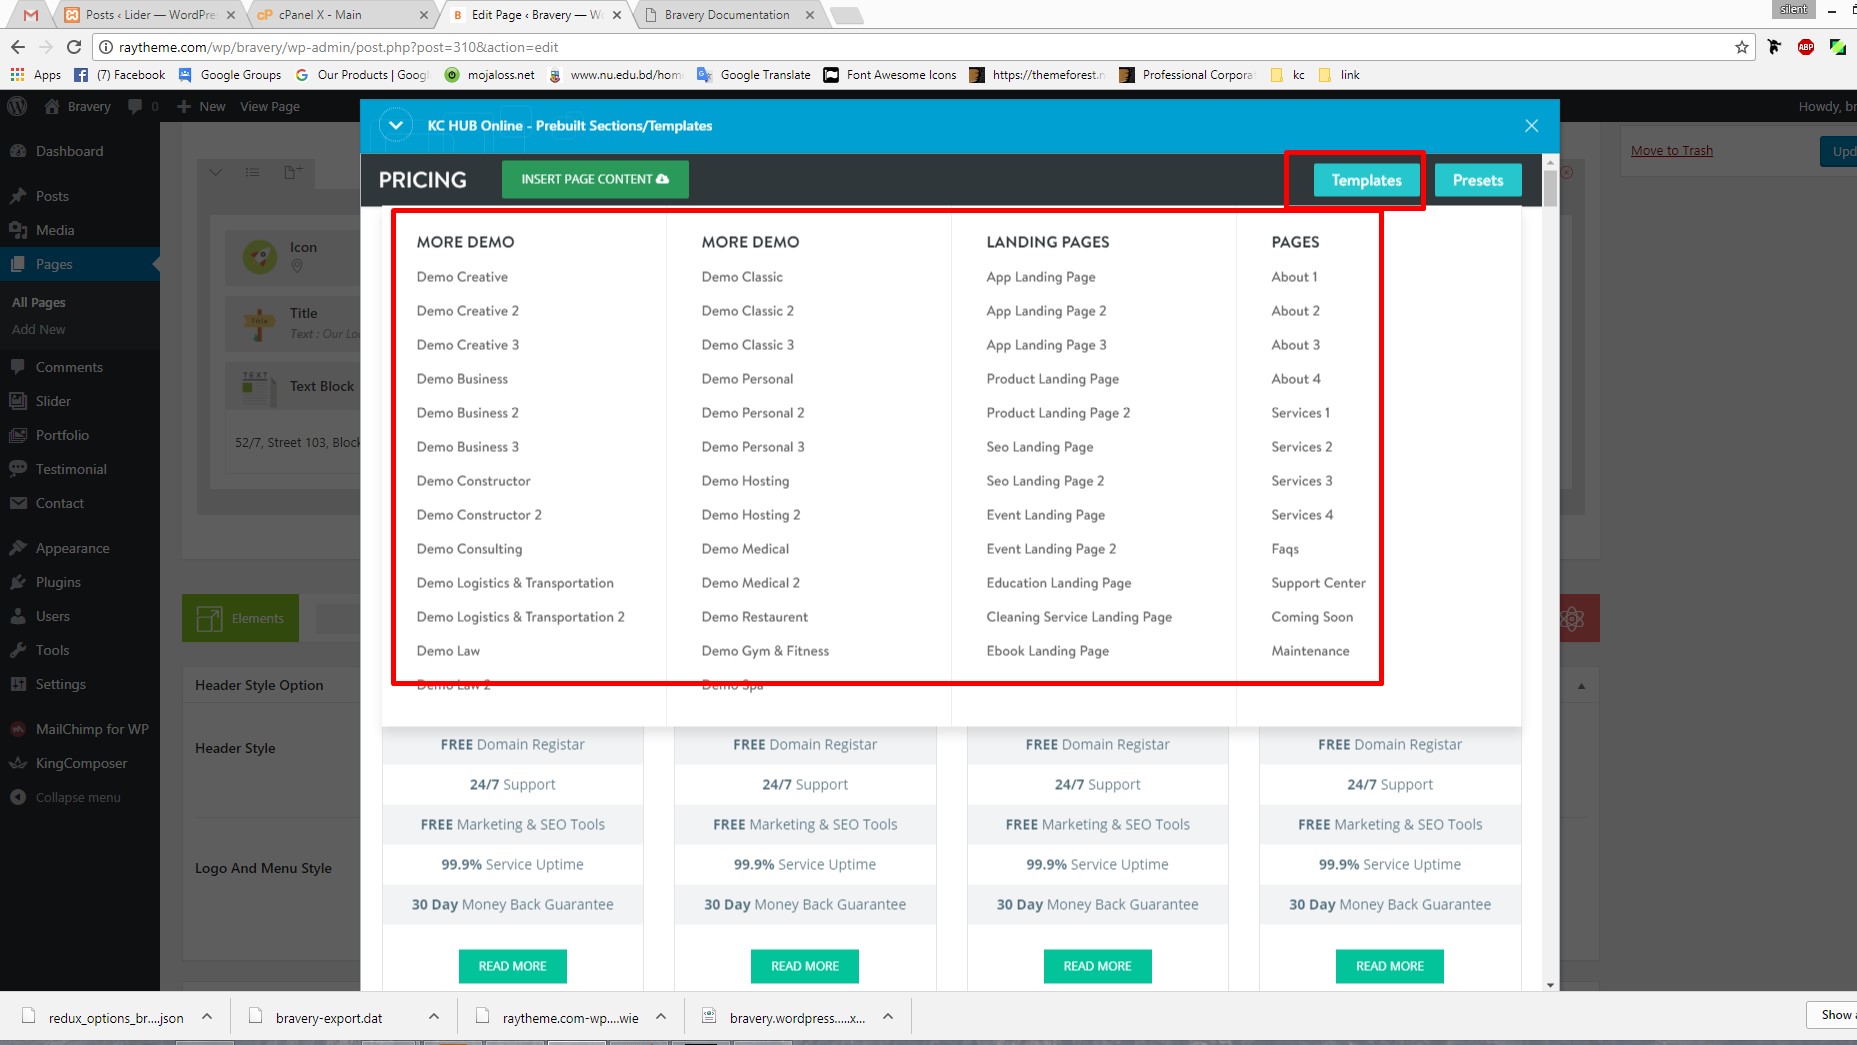 silent
Posts ‹ Lider — WordPre
cPanel X - Main
Edit Page ‹ Bravery — W
Bravery Documentation
raytheme.com/wp/bravery/wp-admin/post.php?post=310&action=edit
ABP
Apps
(7) Facebook
Google Groups
Our Products | Googl
mojaloss.net
www.nu.edu.bd/hom
Google Translate
Font Awesome Icons
https://themeforest.n
Professional Corpora
kc
link
Bravery
0
New
View Page
Howdy, br
Dashboard
Posts
Media
Pages
All Pages
Add New
Comments
Slider
Portfolio
Testimonial
Contact
Appearance
Plugins
Users
Tools
Settings
MailChimp for WP
KingComposer
Collapse menu
Icon
Title
Text : Our Lo
TEXT
Text Block
52/7, Street 103, Block
Elements
Header Style Option
Header Style
Logo And Menu Style
Move to Trash
Upd
KC HUB Online - Prebuilt Sections/Templates
PRICING
INSERT PAGE CONTENT
Templates
Presets
MORE DEMO
Demo Creative
Demo Creative 2
Demo Creative 3
Demo Business
Demo Business 2
Demo Business 3
Demo Constructor
Demo Constructor 2
Demo Consulting
Demo Logistics & Transportation
Demo Logistics & Transportation 2
Demo Law
Demo Law 2
MORE DEMO
Demo Classic
Demo Classic 2
Demo Classic 3
Demo Personal
Demo Personal 2
Demo Personal 3
Demo Hosting
Demo Hosting 2
Demo Medical
Demo Medical 2
Demo Restaurent
Demo Gym & Fitness
Demo Spa
LANDING PAGES
App Landing Page
App Landing Page 2
App Landing Page 3
Product Landing Page
Product Landing Page 2
Seo Landing Page
Seo Landing Page 2
Event Landing Page
Event Landing Page 2
Education Landing Page
Cleaning Service Landing Page
Ebook Landing Page
PAGES
About 1
About 2
About 3
About 4
Services 1
Services 2
Services 3
Services 4
Faqs
Support Center
Coming Soon
Maintenance
FREE Domain Registar
24/7 Support
FREE Marketing & SEO Tools
99.9% Service Uptime
30 Day Money Back Guarantee
READ MORE
FREE Domain Registar
24/7 Support
FREE Marketing & SEO Tools
99.9% Service Uptime
30 Day Money Back Guarantee
READ MORE
FREE Domain Registar
24/7 Support
FREE Marketing & SEO Tools
99.9% Service Uptime
30 Day Money Back Guarantee
READ MORE
FREE Domain Registar
24/7 Support
FREE Marketing & SEO Tools
99.9% Service Uptime
30 Day Money Back Guarantee
READ MORE
redux_options_br....json
bravery-export.dat
raytheme.com-wp....wie
bravery.wordpress.....x...
Show a